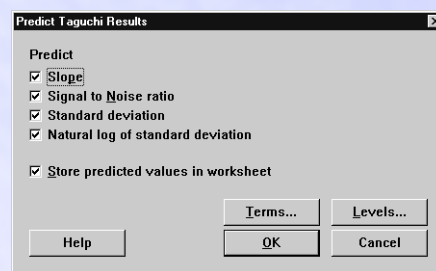 Predict Taguchi Results
Predict
Slope
Signal to Noise ratio
Standard deviation
Natural log of standard deviation
Store predicted values in worksheet
Terms... Levels...
Help OK Cancel